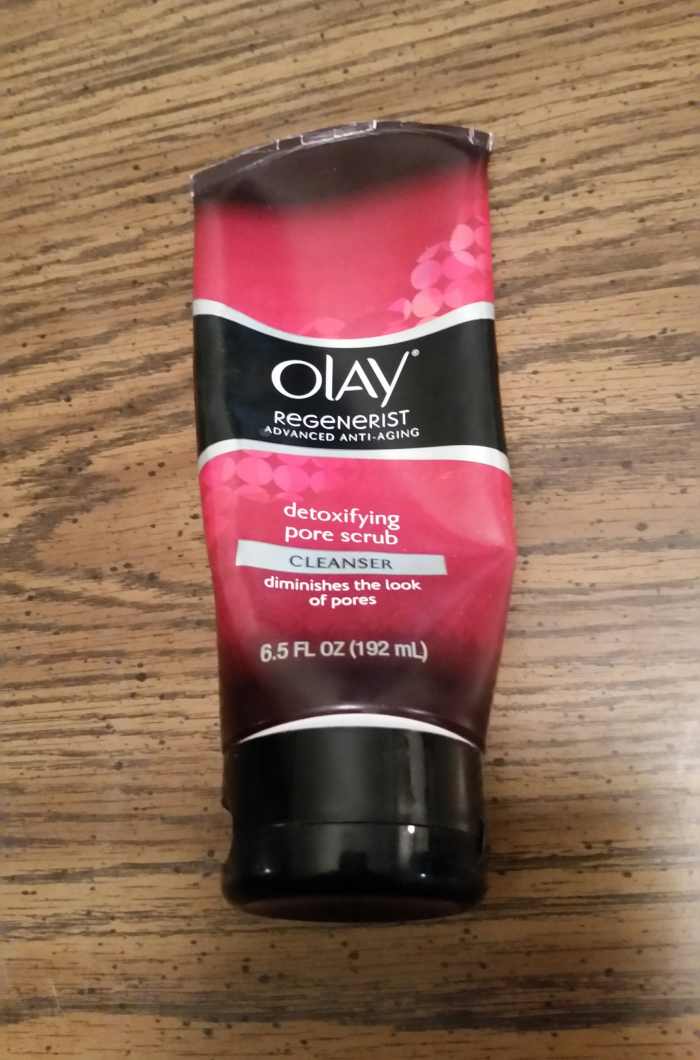 Olay®
Regenerist
ADVANCED ANTI-AGING
detoxifying
pore scrub
CLEANSER
diminishes the look
of pores
6.5 FL OZ (192 mL)